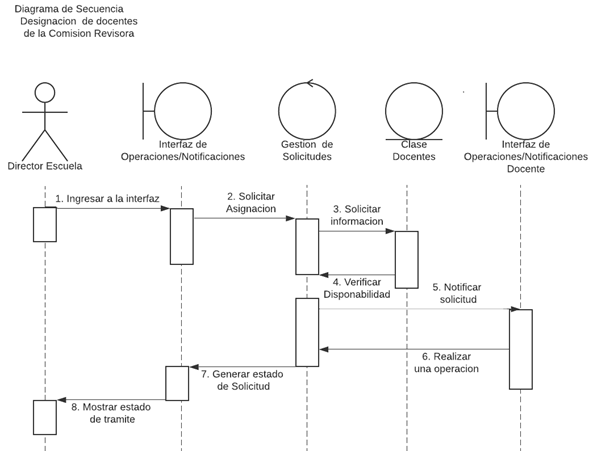 Diagrama de Secuencia
Designacion de docentes
de la Comision Revisora
Director Escuela
Interfaz de
Operaciones/Notificaciones
Gestion de
Solicitudes
Clase
Docentes
Interfaz de
Operaciones/Notificaciones
Docente
1. Ingresar a la interfaz
2. Solicitar
Asignacion
3. Solicitar
informacion
4. Verificar
Disponabilidad
5. Notificar
solicitud
6. Realizar
una operacion
7. Generar estado
de Solicitud
8. Mostrar estado
de tramite